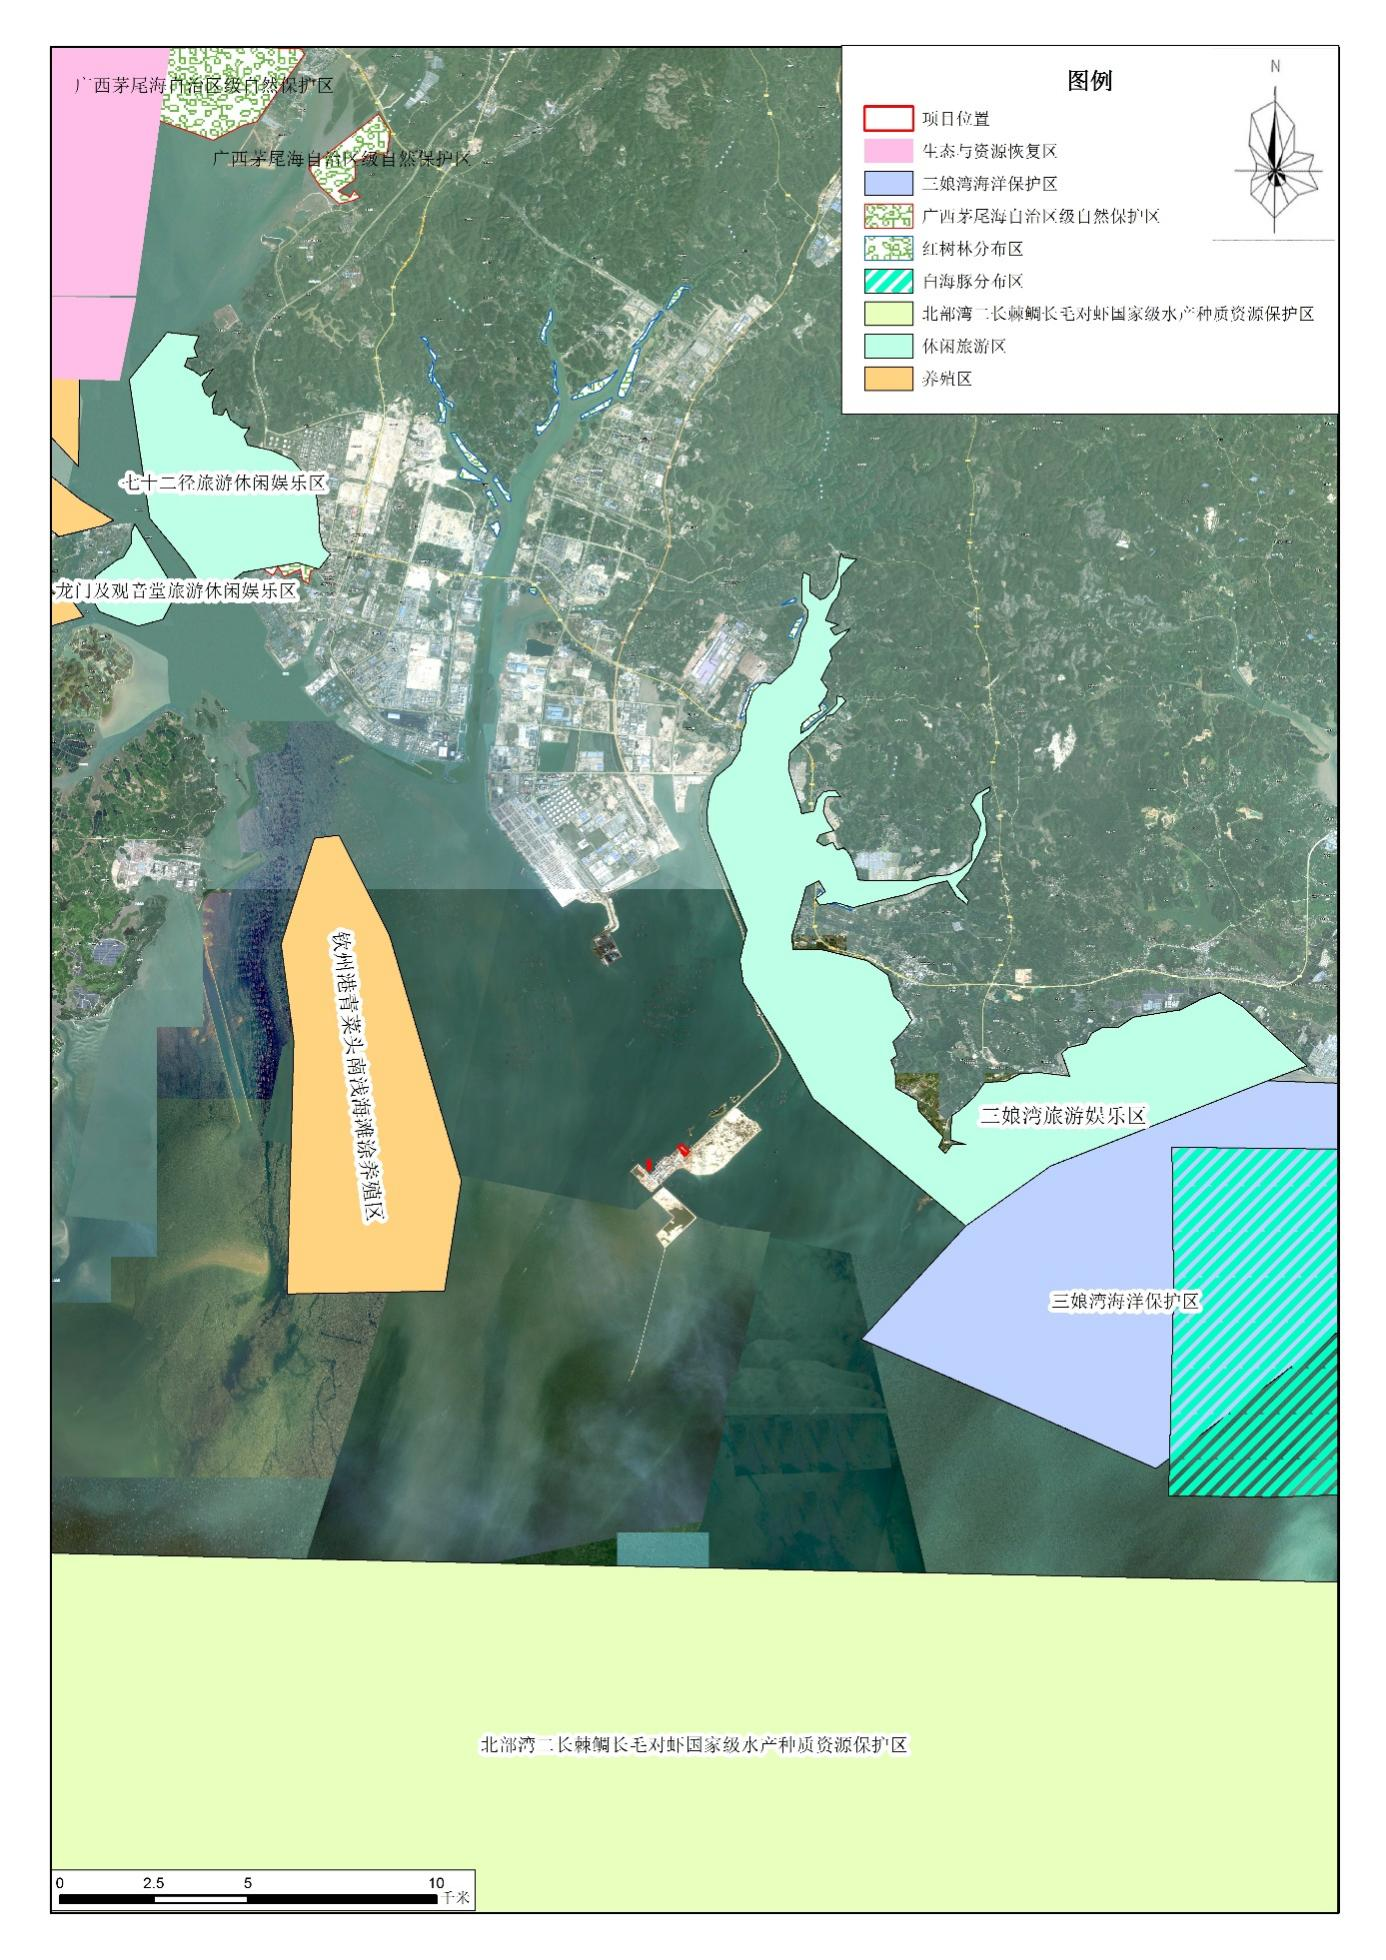 图例
N
项目位置
生态与资源恢复区
三娘湾海洋保护区
广西茅尾海自治区级自然保护区
红树林分布区
白海豚分布区
北部湾二长棘鲷长毛对虾国家级水产种质资源保护区
休闲旅游区
养殖区
广西茅尾海自治区级自然保护区
广西茅尾海自治区级自然保护区
七十二径旅游休闲娱乐区
龙门及观音堂旅游休闲娱乐区
钦州港青菜头南浅海滩涂养殖区
三娘湾旅游娱乐区
三娘湾海洋保护区
北部湾二长棘鲷长毛对虾国家级水产种质资源保护区
0 2.5 5 10
千米